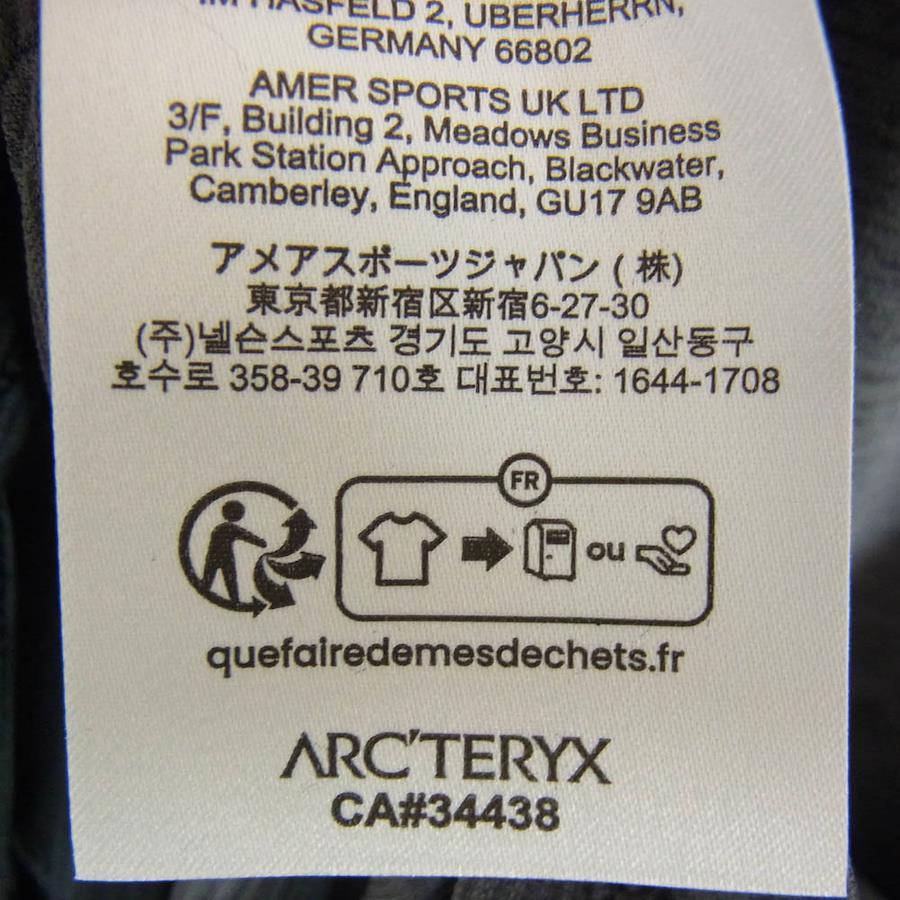 IM HASFELD 2, UBERHERRN,
GERMANY 66802
AMER SPORTS UK LTD
3/F, Building 2, Meadows Business
Park Station Approach, Blackwater,
Camberley, England, GU17 9AB
アメアスポーツジャパン (株)
東京都新宿区新宿6-27-30
(주)넬슨스포츠 경기도 고양시 일산동구
호수로 358-39 710호 대표번호: 1644-1708
FR
ou
quefairedemesdechets.fr
ARC'TERYX
CA#34438